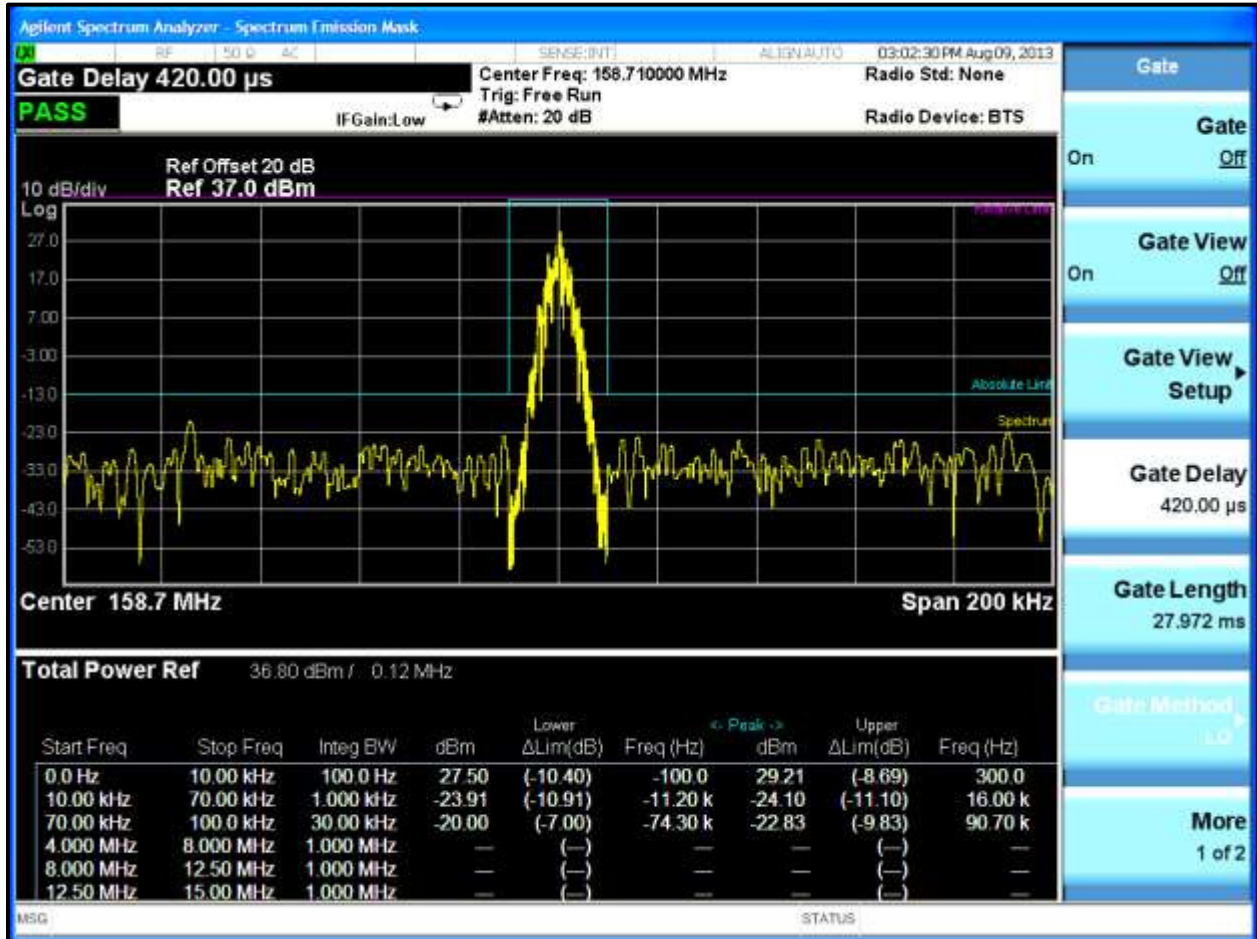 Agilent Spectrum Analyzer - Spectrum Emission Mask
RF 50 Ω AC SENSE:INT ALIGN AUTO 03:02:30 PM Aug 09, 2013
Gate Delay 420.00 µs
Center Freq: 158.710000 MHz
Radio Std: None
Trig: Free Run
PASS
IFGain:Low
#Atten: 20 dB
Radio Device: BTS
Ref Offset 20 dB
10 dB/div Ref 37.0 dBm
Log
Relative Limit
27.0
17.0
7.00
-3.00
-13.0
Absolute Limit
-23.0
Spectrum
-33.0
-43.0
-53.0
Center 158.7 MHz
Span 200 kHz
Total Power Ref 36.80 dBm / 0.12 MHz
Lower <- Peak -> Upper
Start Freq Stop Freq Integ BW dBm ΔLim(dB) Freq (Hz) dBm ΔLim(dB) Freq (Hz)
0.0 Hz 10.00 kHz 100.0 Hz 27.50 (-10.40) -100.0 29.21 (-8.69) 300.0
10.00 kHz 70.00 kHz 1.000 kHz -23.91 (-10.91) -11.20 k -24.10 (-11.10) 16.00 k
70.00 kHz 100.0 kHz 30.00 kHz -20.00 (-7.00) -74.30 k -22.83 (-9.83) 90.70 k
4.000 MHz 8.000 MHz 1.000 MHz --- (---) --- --- (---) ---
8.000 MHz 12.50 MHz 1.000 MHz --- (---) --- --- (---) ---
12.50 MHz 15.00 MHz 1.000 MHz --- (---) --- --- (---) ---
MSG STATUS
Gate
Gate
On Off
Gate View
On Off
Gate View
Setup
Gate Delay
420.00 µs
Gate Length
27.972 ms
Gate Method
LO
More
1 of 2